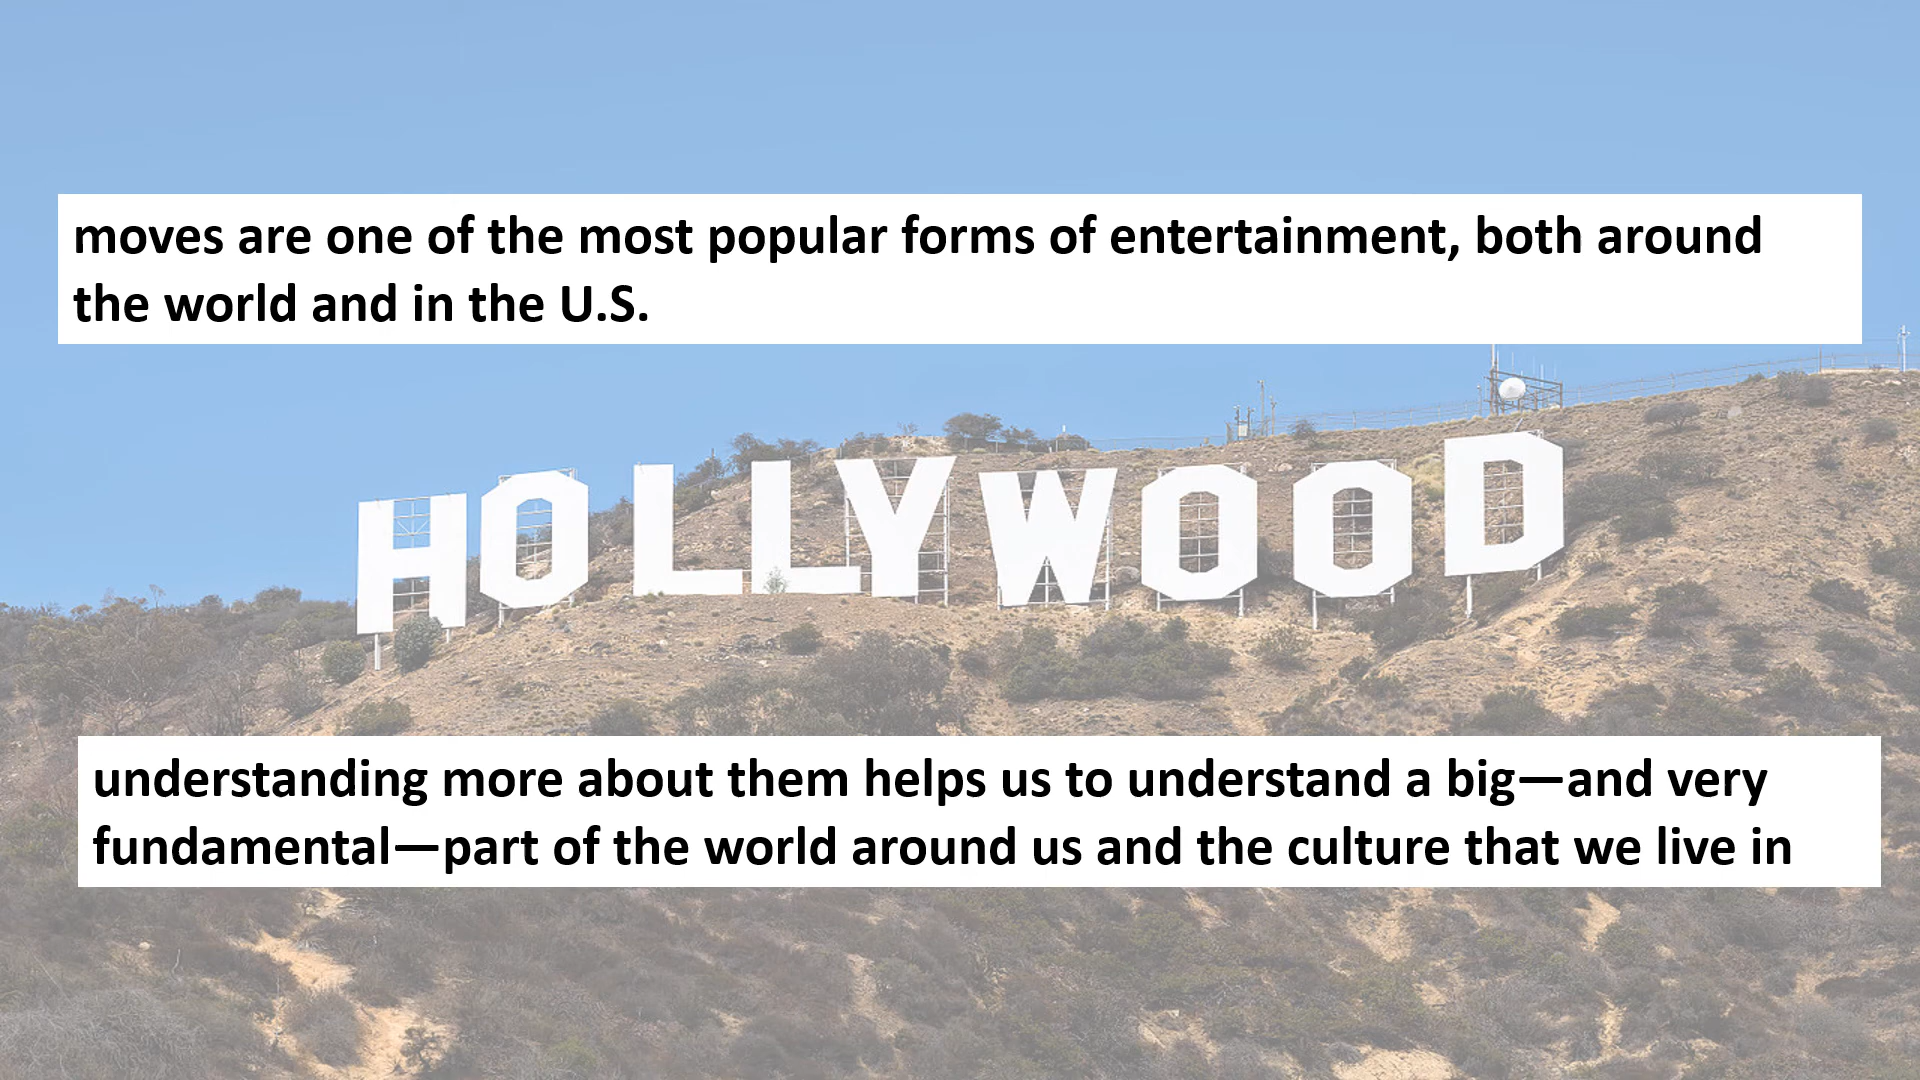 moves are one of the most popular forms of entertainment, both around
the world and in the U.S.
HOLLYWOOD
understanding more about them helps us to understand a big—and very
fundamental—part of the world around us and the culture that we live in